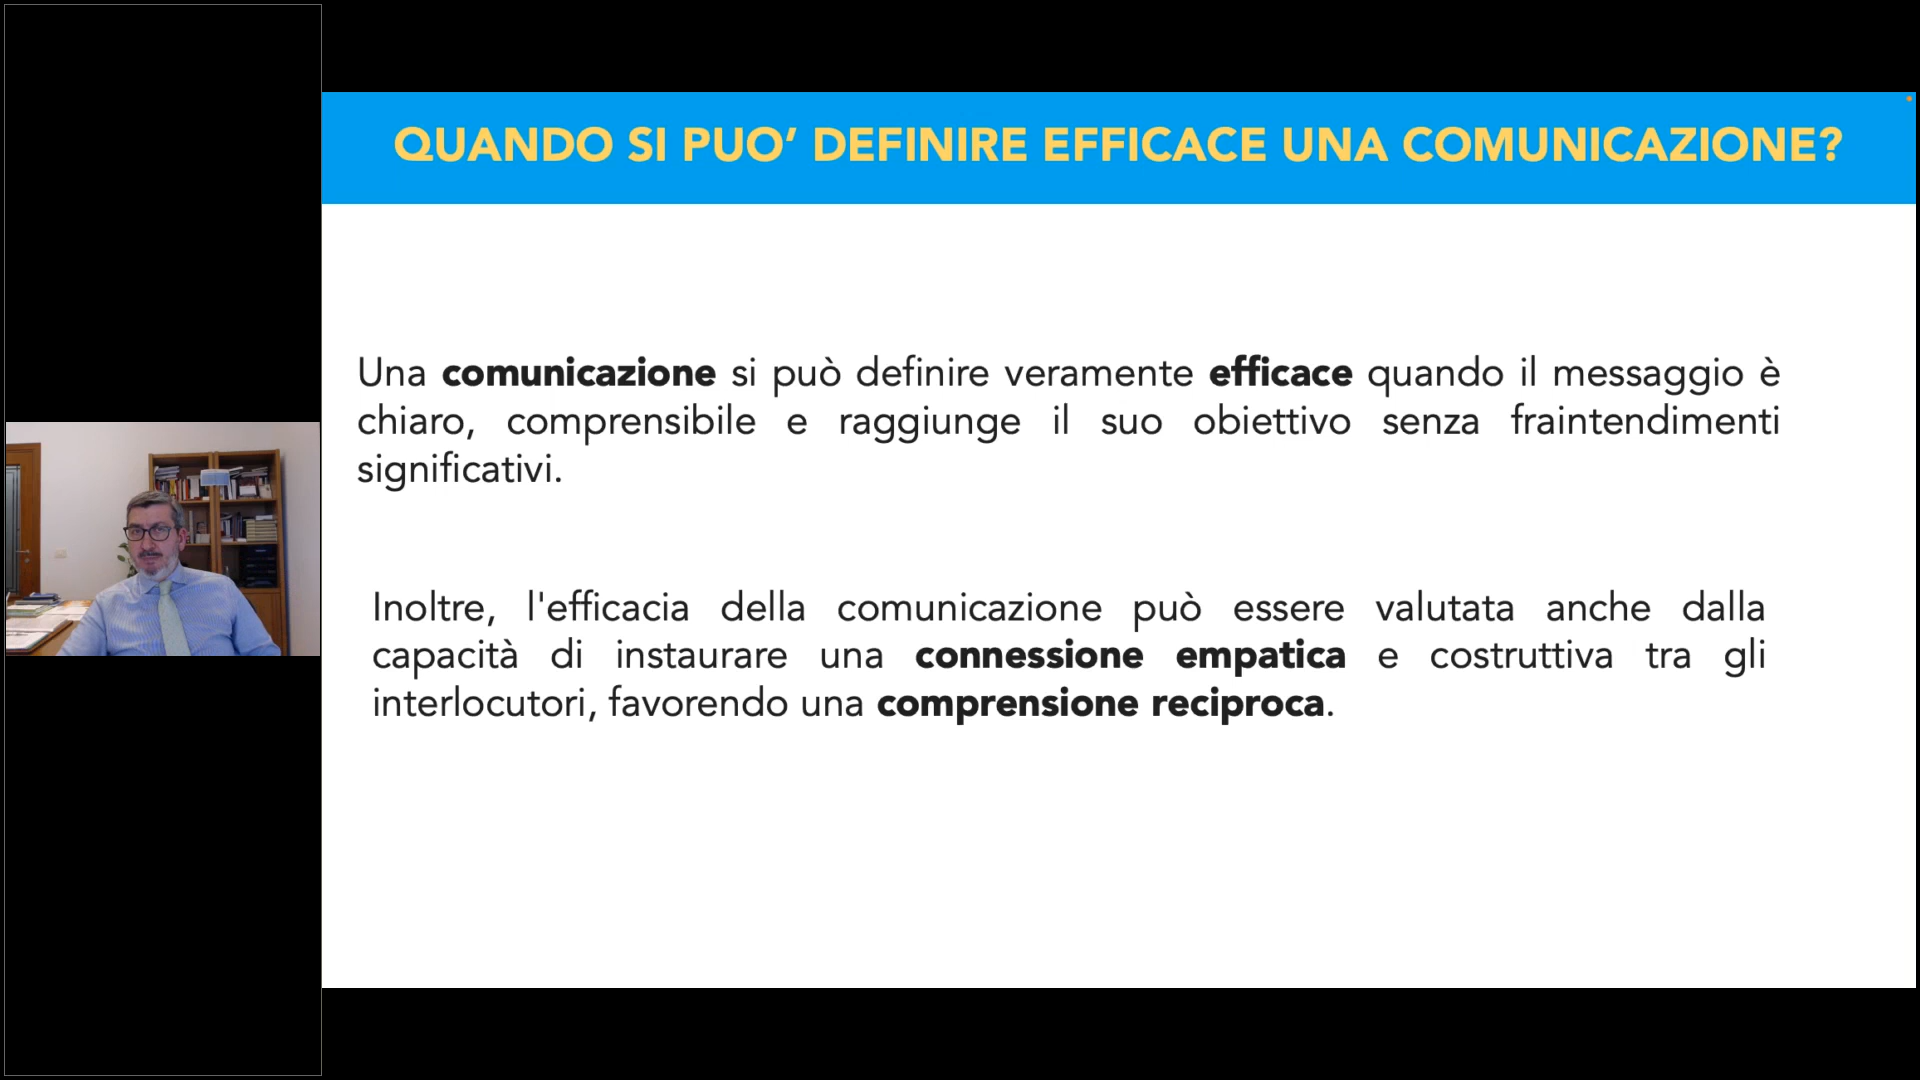 QUANDO SI PUO’ DEFINIRE EFFICACE UNA COMUNICAZIONE?
Una comunicazione si può definire veramente efficace quando il messaggio è
chiaro, comprensibile e raggiunge il suo obiettivo senza fraintendimenti
significativi.
Inoltre, l'efficacia della comunicazione può essere valutata anche dalla
capacità di instaurare una connessione empatica e costruttiva tra gli
interlocutori, favorendo una comprensione reciproca.